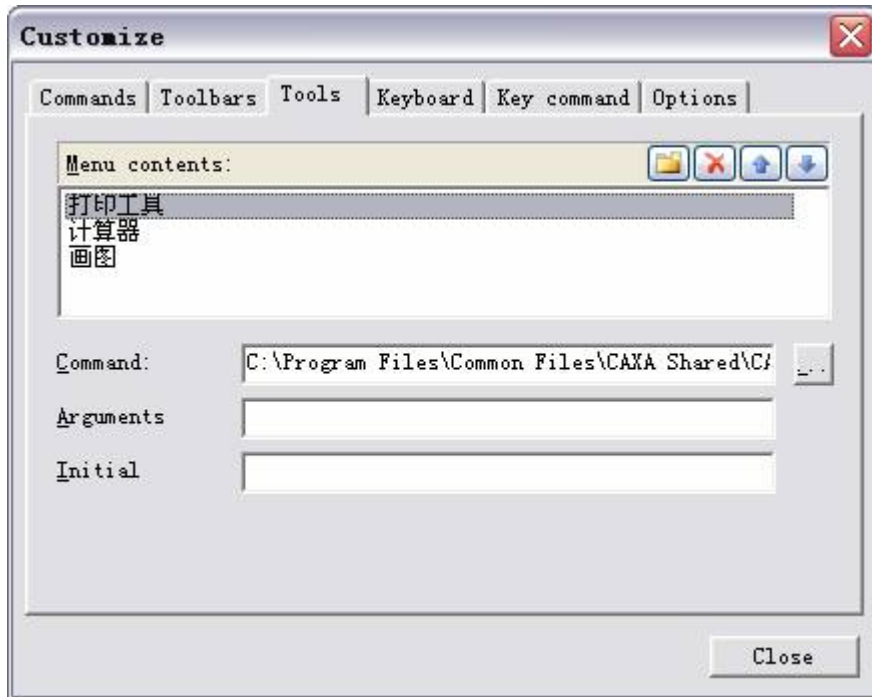 Customize
Commands Toolbars Tools Keyboard Key command Options
Menu contents:
打印工具
计算器
画图
Command: C:\Program Files\Common Files\CAXA Shared\CA ...
Arguments
Initial
Close